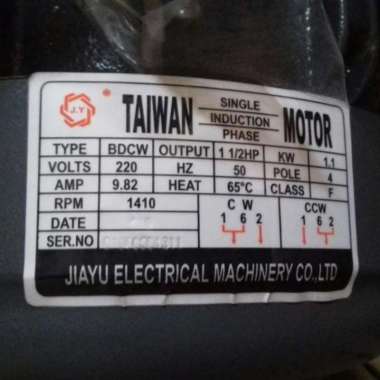 J.Y
TAIWAN SINGLE INDUCTION PHASE MOTOR
TYPE BDCW OUTPUT 1 1/2HP KW 1.1
VOLTS 220 HZ 50 POLE 4
AMP 9.82 HEAT 65°C CLASS F
RPM 1410 C W CCW
1 6 2 1 6 2
DATE
SER.NO
JIAYU ELECTRICAL MACHINERY CO.,LTD